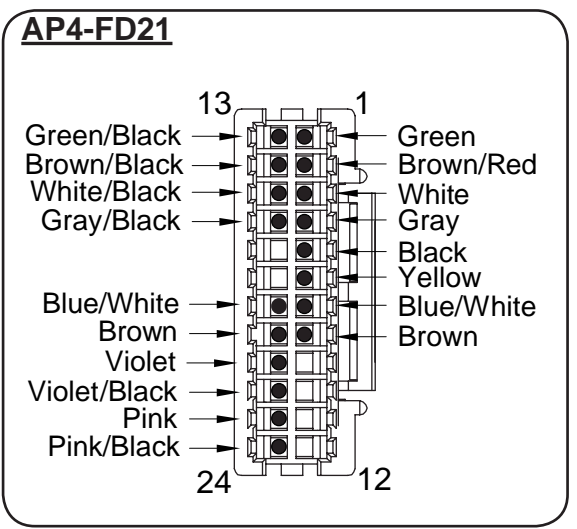 AP4-FD21
13 1
Green/Black Green
Brown/Black Brown/Red
White/Black White
Gray/Black Gray
Black
Yellow
Blue/White Blue/White
Brown Brown
Violet
Violet/Black
Pink
Pink/Black
24 12